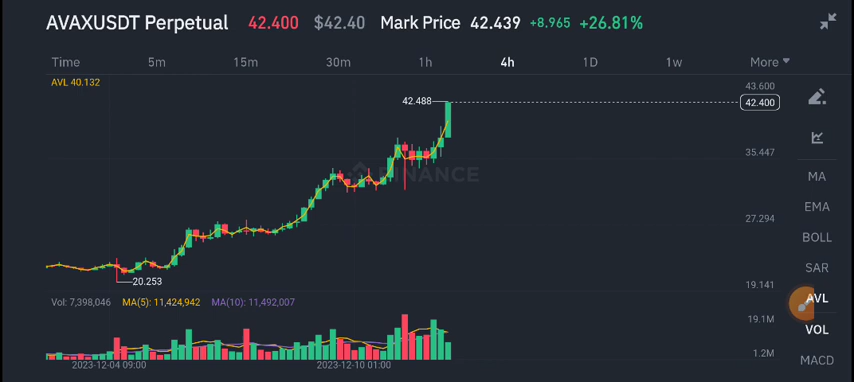 AVAXUSDT Perpetual 42.400 $42.40 Mark Price 42.439 +8.965 +26.81%
Time 5m 15m 30m 1h 4h 1D 1w More
AVL 40.132
43.600
42.488
42.400
35.447
BINANCE
MA
EMA
27.294
BOLL
SAR
20.253
19.141
Vol: 7,398,046 MA(5): 11,424,942 MA(10): 11,492,007
AVL
19.1M
VOL
1.2M
MACD
2023-12-04 09:00 2023-12-10 01:00